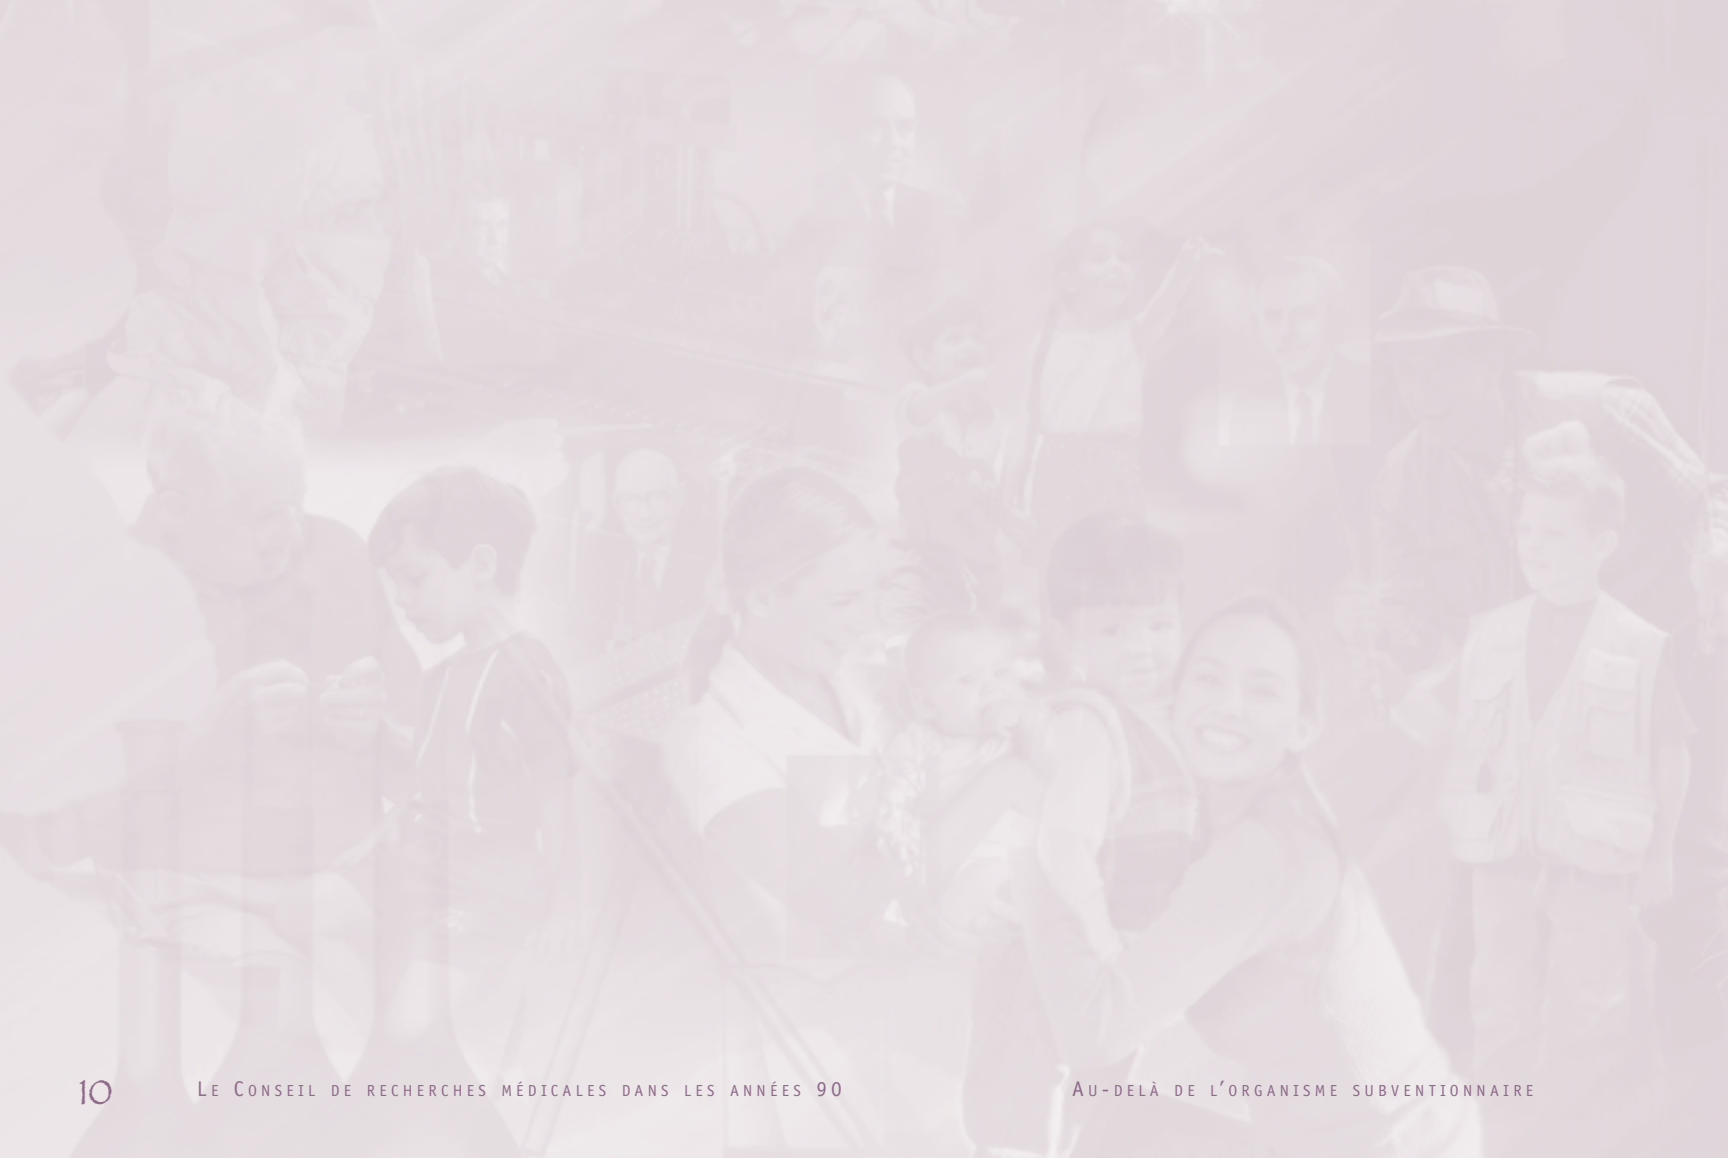 10
Le Conseil de recherches médicales dans les années 90
Au-delà de l'organisme subventionnaire